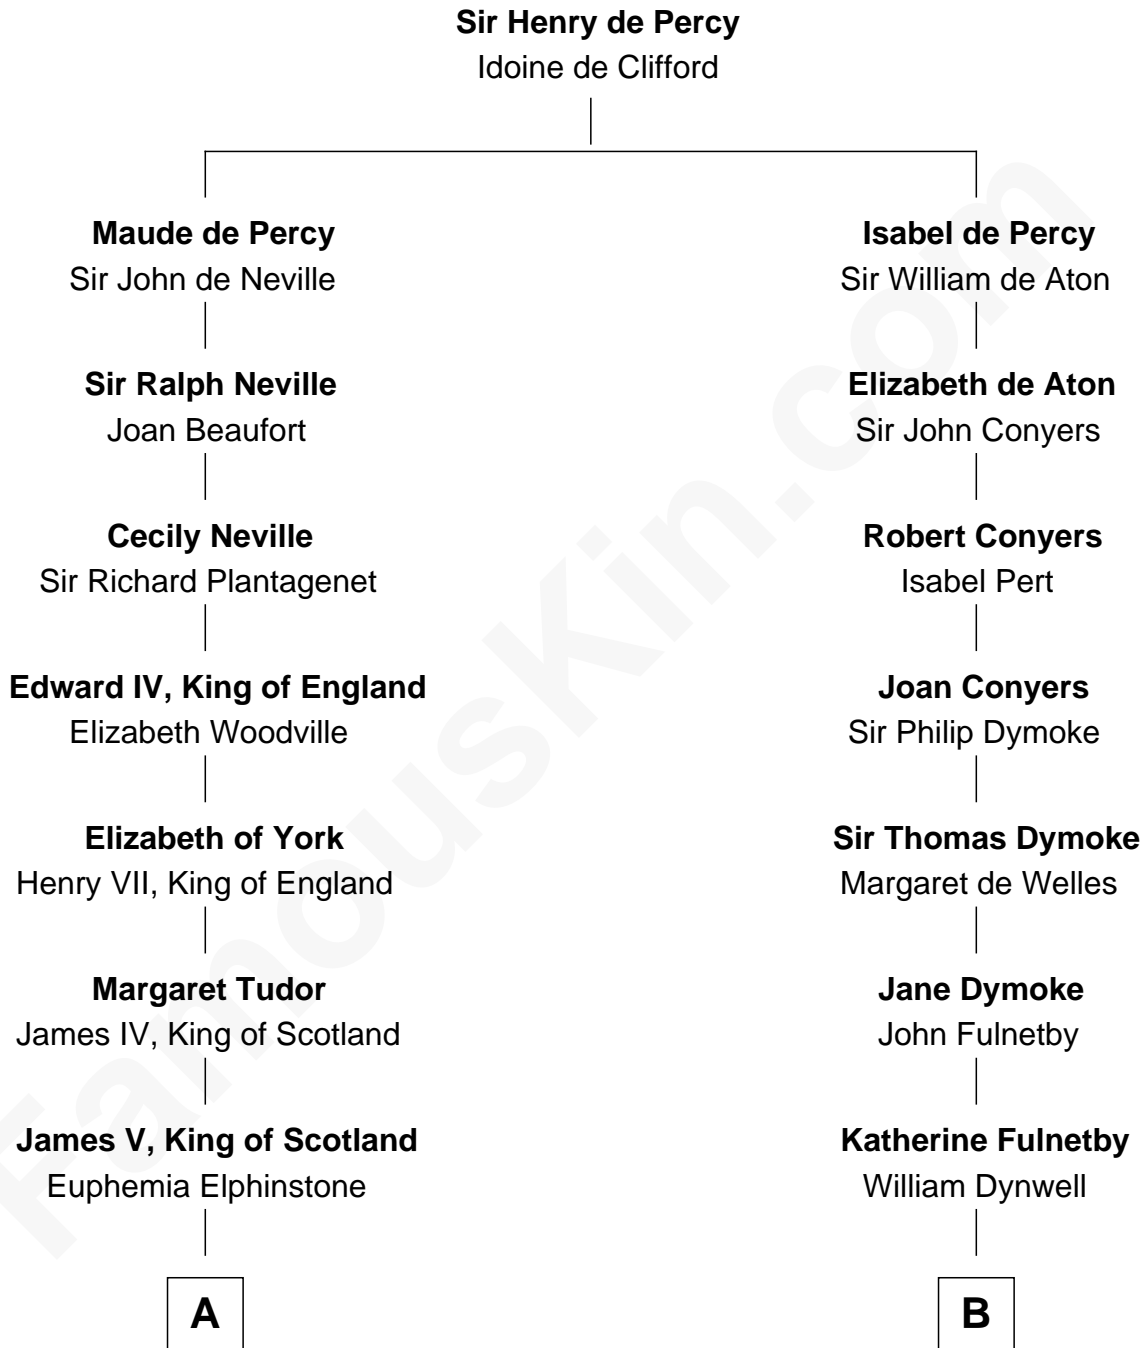 Sir Henry de Percy
Idoine de Clifford
Maude de Percy
Sir John de Neville
Isabel de Percy
Sir William de Aton
Sir Ralph Neville
Joan Beaufort
Elizabeth de Aton
Sir John Conyers
Cecily Neville
Sir Richard Plantagenet
Robert Conyers
Isabel Pert
Edward IV, King of England
Elizabeth Woodville
Joan Conyers
Sir Philip Dymoke
Elizabeth of York
Henry VII, King of England
Sir Thomas Dymoke
Margaret de Welles
Margaret Tudor
James IV, King of Scotland
Jane Dymoke
John Fulnetby
James V, King of Scotland
Euphemia Elphinstone
Katherine Fulnetby
William Dynwell
A
B
FamousKin.com